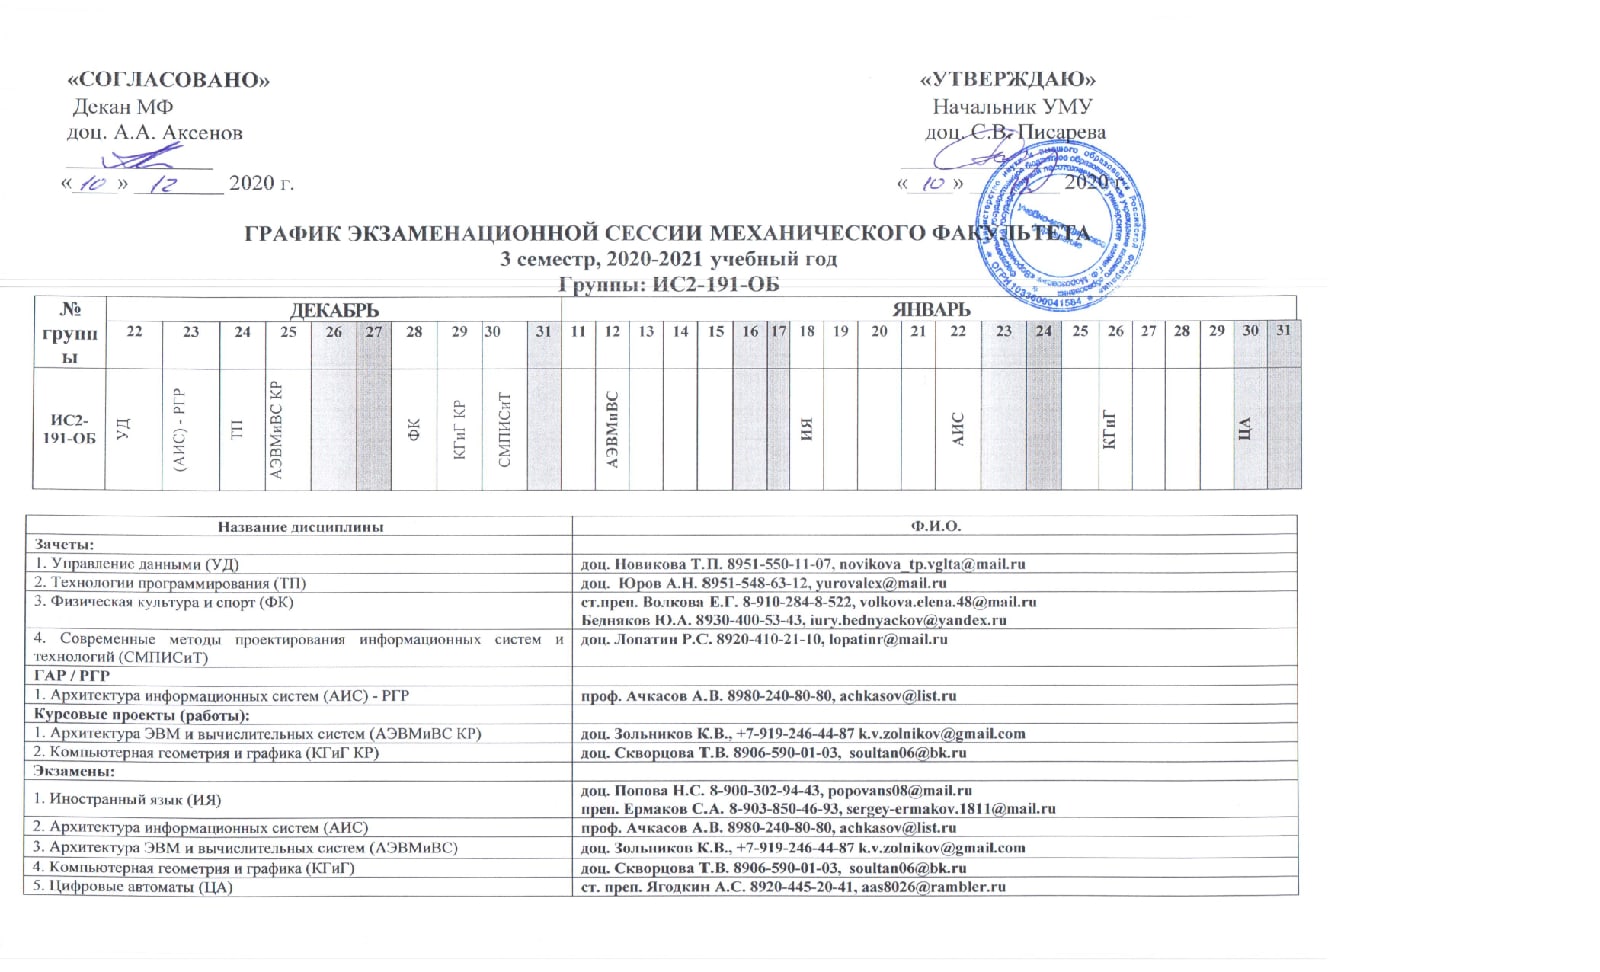 «СОГЛАСОВАНО»
Декан МФ
доц. А.А. Аксенов
«10» 12 2020 г.
«УТВЕРЖДАЮ»
Начальник УМУ
доц. С.В. Писарева
«10» 2020 г.
ГРАФИК ЭКЗАМЕНАЦИОННОЙ СЕССИИ МЕХАНИЧЕСКОГО ФАКУЛЬТЕТА
3 семестр, 2020-2021 учебный год
Группы: ИС2-191-ОБ
№ группы ДЕКАБРЬ ЯНВАРЬ
22 23 24 25 26 27 28 29 30 31 11 12 13 14 15 16 17 18 19 20 21 22 23 24 25 26 27 28 29 30 31
ИС2-191-ОБ УД (АИС) - РГР ТП АЭВМиВС КР ФК КГиГ КР СМПИСиТ АЭВМиВС ИЯ АИС КГиГ ЦА
Название дисциплины Ф.И.О.
Зачеты:
1. Управление данными (УД) доц. Новикова Т.П. 8951-550-11-07, novikova_tp.vglta@mail.ru
2. Технологии программирования (ТП) доц. Юров А.Н. 8951-548-63-12, yurovalex@mail.ru
3. Физическая культура и спорт (ФК) ст.преп. Волкова Е.Г. 8-910-284-8-522, volkova.elena.48@mail.ru
Бедняков Ю.А. 8930-400-53-43, iury.bednyackov@yandex.ru
4. Современные методы проектирования информационных систем и
технологий (СМПИСиТ) доц. Лопатин Р.С. 8920-410-21-10, lopatinr@mail.ru
ГАР / РГР
1. Архитектура информационных систем (АИС) - РГР проф. Ачкасов А.В. 8980-240-80-80, achkasov@list.ru
Курсовые проекты (работы):
1. Архитектура ЭВМ и вычислительных систем (АЭВМиВС КР) доц. Зольников К.В., +7-919-246-44-87 k.v.zolnikov@gmail.com
2. Компьютерная геометрия и графика (КГиГ КР) доц. Скворцова Т.В. 8906-590-01-03, soultan06@bk.ru
Экзамены:
1. Иностранный язык (ИЯ) доц. Попова Н.С. 8-900-302-94-43, popovans08@mail.ru
преп. Ермаков С.А. 8-903-850-46-93, sergey-ermakov.1811@mail.ru
2. Архитектура информационных систем (АИС) проф. Ачкасов А.В. 8980-240-80-80, achkasov@list.ru
3. Архитектура ЭВМ и вычислительных систем (АЭВМиВС) доц. Зольников К.В., +7-919-246-44-87 k.v.zolnikov@gmail.com
4. Компьютерная геометрия и графика (КГиГ) доц. Скворцова Т.В. 8906-590-01-03, soultan06@bk.ru
5. Цифровые автоматы (ЦА) ст. преп. Ягодкин А.С. 8920-445-20-41, aas8026@rambler.ru